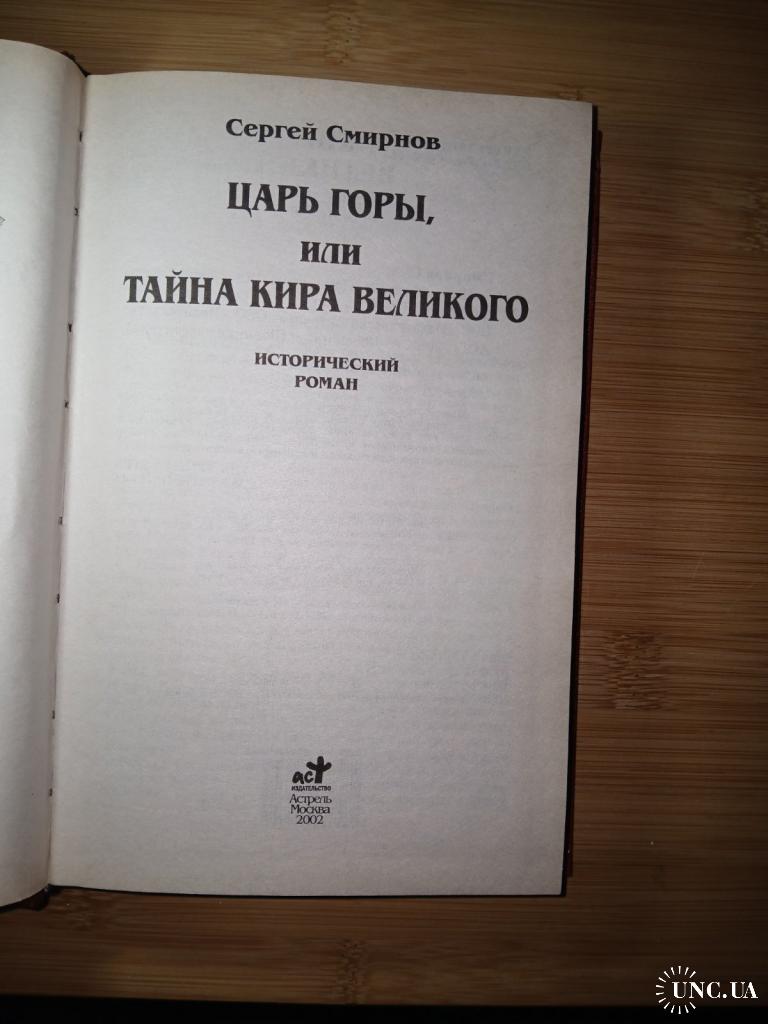 Сергей Смирнов
ЦАРЬ ГОРЫ,
ИЛИ
ТАЙНА КИРА ВЕЛИКОГО
ИСТОРИЧЕСКИЙ
РОМАН
аст
ИЗДАТЕЛЬСТВО
Астрель
Москва
2002
UNC.UA